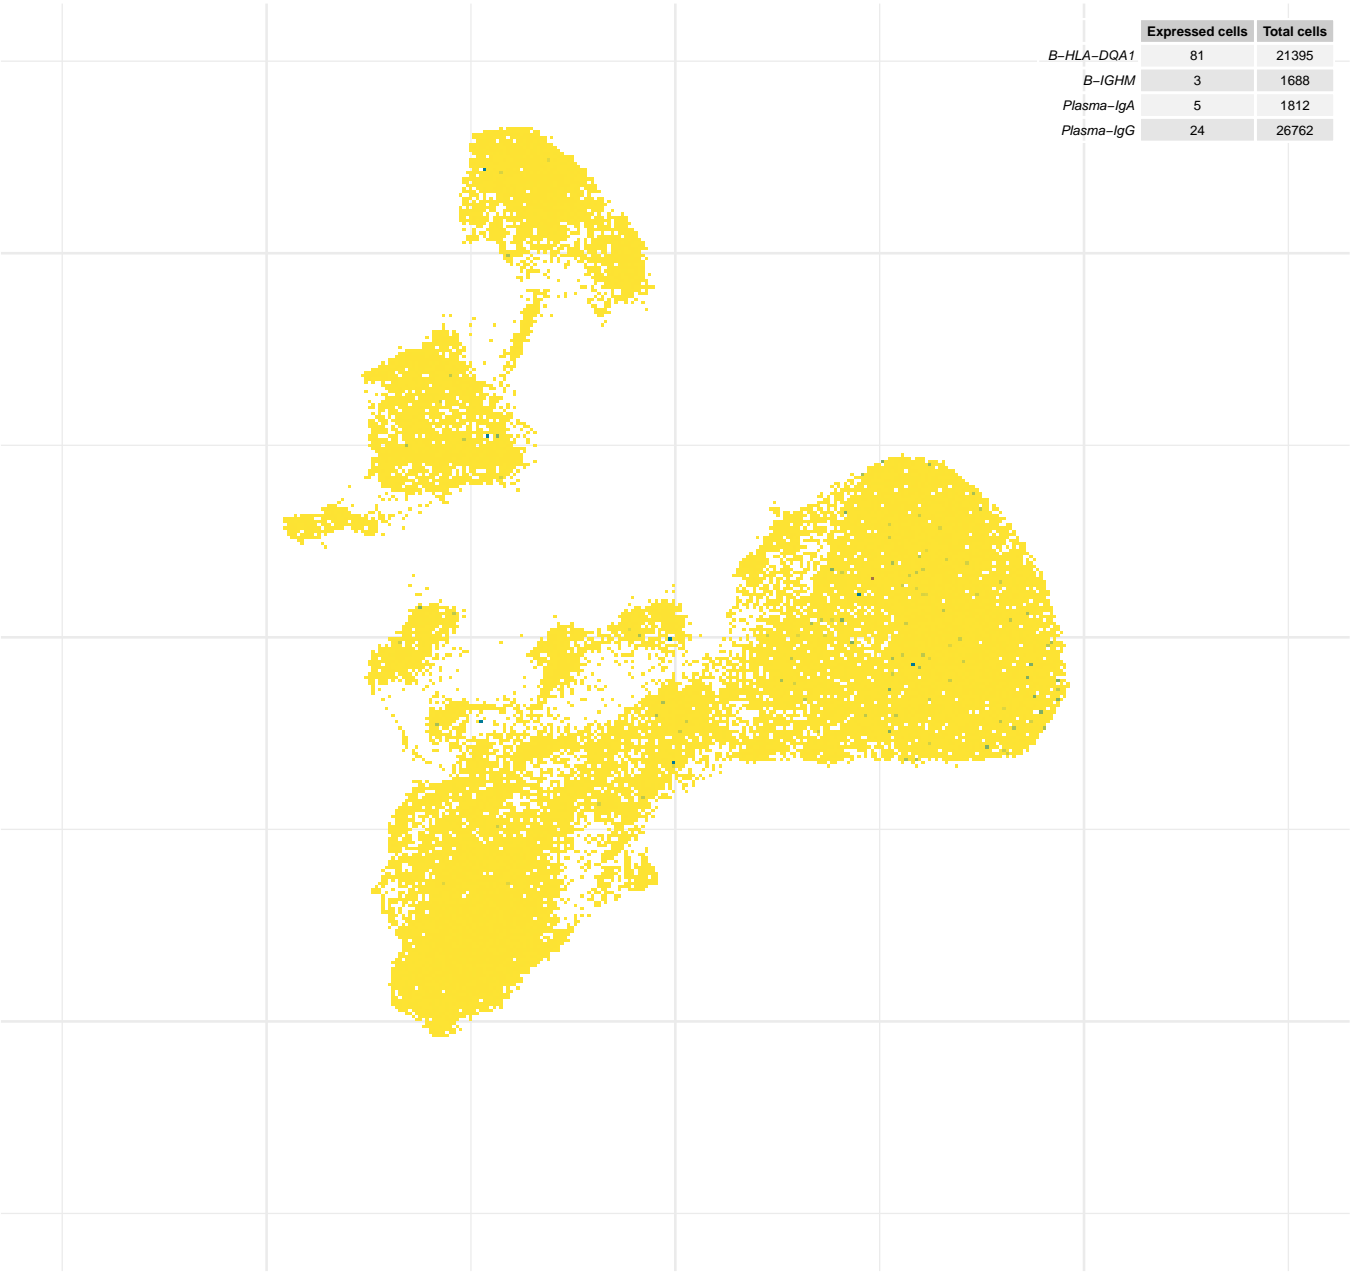 Expressed cells Total cells
B−HLA−DQA1 81 21395
B−IGHM 3 1688
Plasma−IgA 5 1812
Plasma−IgG 24 26762